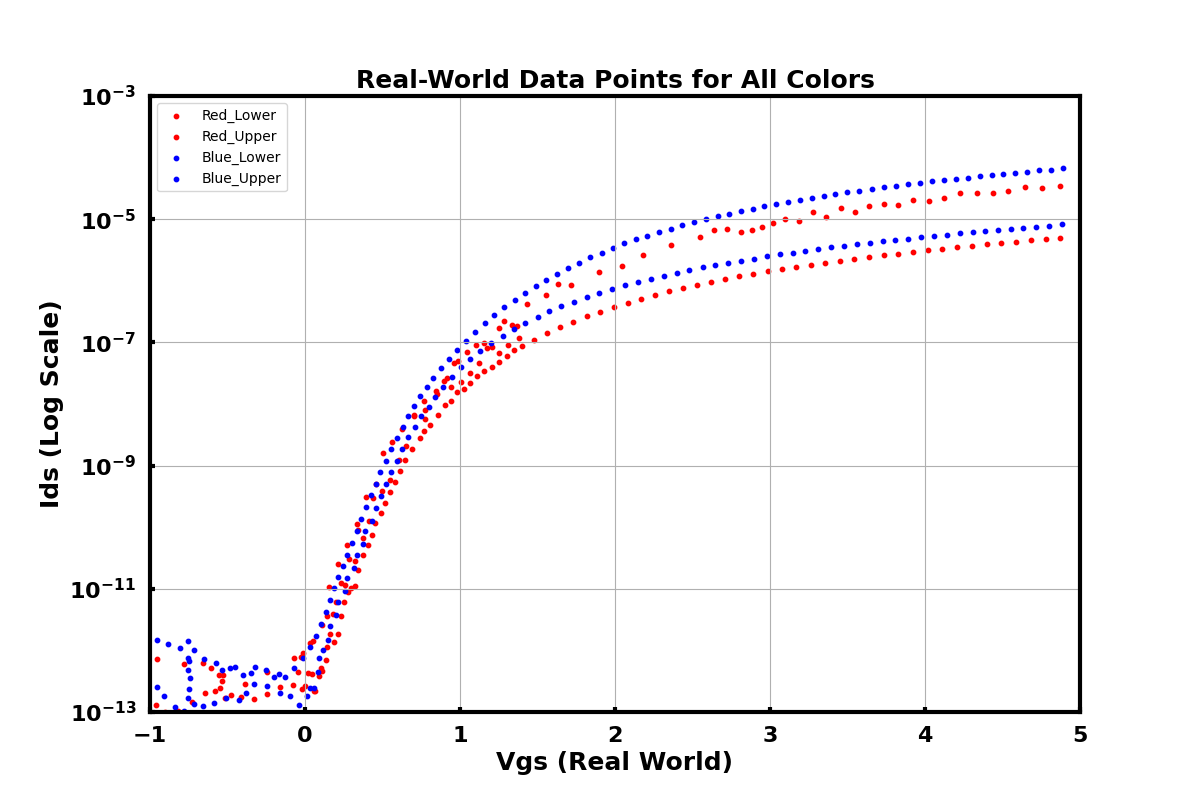 Real-World Data Points for All Colors
10⁻³
10⁻⁵
10⁻⁷
10⁻⁹
10⁻¹¹
10⁻¹³
Ids (Log Scale)
Red_Lower
Red_Upper
Blue_Lower
Blue_Upper
−1 0 1 2 3 4 5
Vgs (Real World)